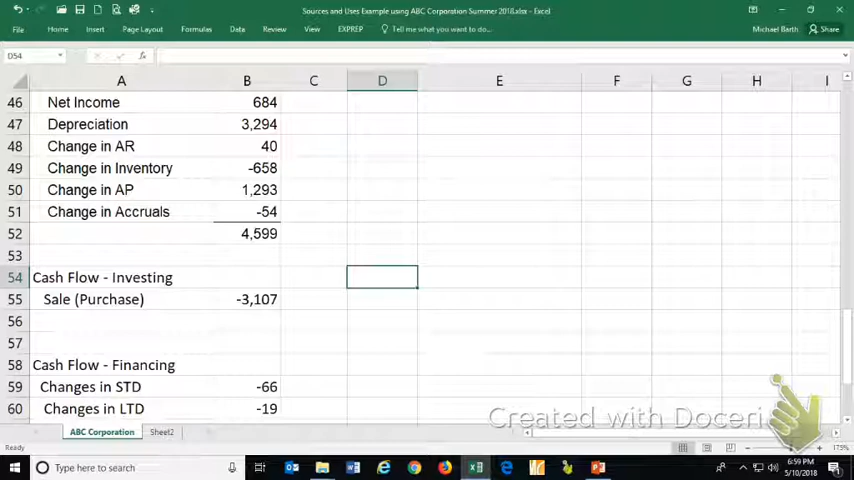 Sources and Uses Example using ABC Corporation Summer 2018.xlsx - Excel
File Home Insert Page Layout Formulas Data Review View EXPREP Tell me what you want to do... Michael Barth Share
D54 fx
A B C D E F G H I
46 Net Income 684
47 Depreciation 3,294
48 Change in AR 40
49 Change in Inventory -658
50 Change in AP 1,293
51 Change in Accruals -54
52 4,599
53
54 Cash Flow - Investing
55 Sale (Purchase) -3,107
56
57
58 Cash Flow - Financing
59 Changes in STD -66
60 Changes in LTD -19
Created with Doceri
ABC Corporation Sheet2
Ready 175%
Type here to search 6:59 PM
5/10/2018